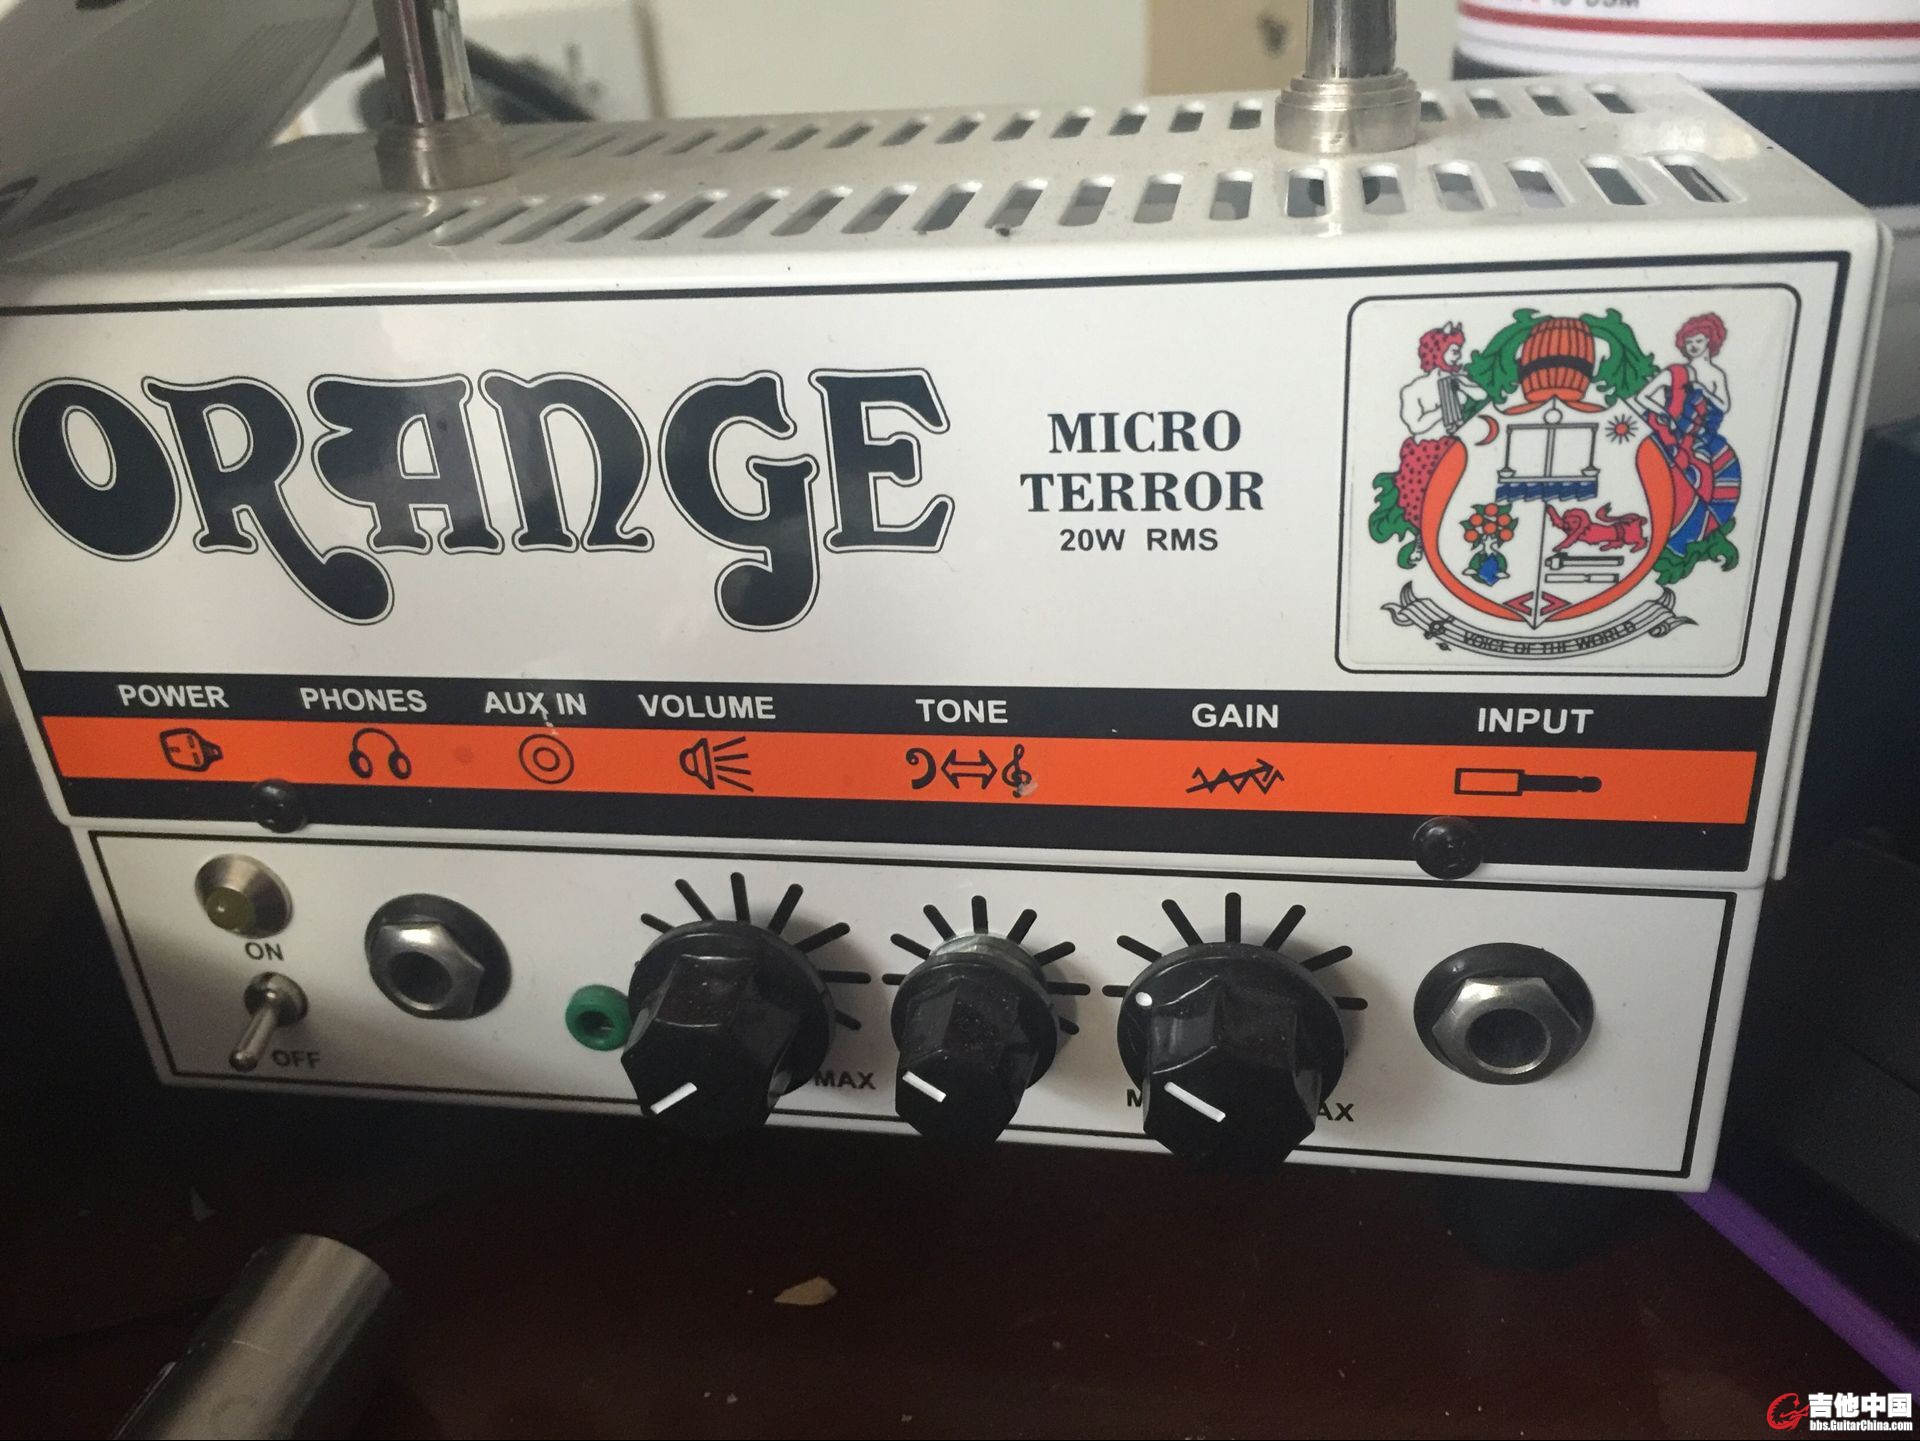 ORANGE
MICRO
TERROR
20W RMS
VOICE OF THE WORLD
POWER PHONES AUX IN VOLUME TONE GAIN INPUT
ON
OFF
MAX
吉他中国
bbs.GuitarChina.com